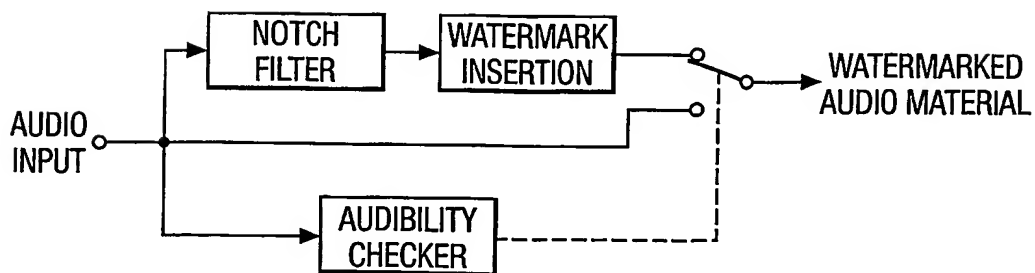 NOTCH
FILTER
WATERMARK
INSERTION
WATERMARKED
AUDIO MATERIAL
AUDIO
INPUT
AUDIBILITY
CHECKER